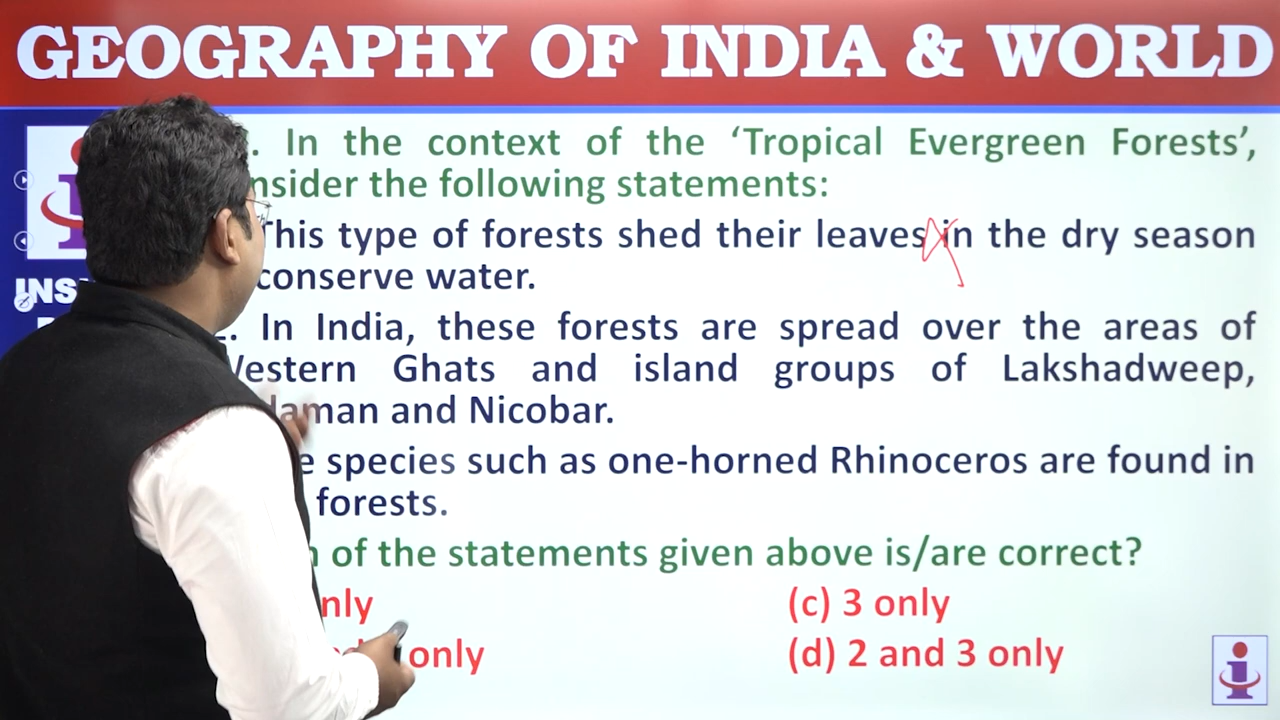 GEOGRAPHY OF INDIA & WORLD
. In the context of the ‘Tropical Evergreen Forests’,
nsider the following statements:
This type of forests shed their leaves in the dry season
conserve water.
INS
2. In India, these forests are spread over the areas of
Western Ghats and island groups of Lakshadweep,
daman and Nicobar.
e species such as one-horned Rhinoceros are found in
forests.
of the statements given above is/are correct?
nly
(c) 3 only
only
(d) 2 and 3 only